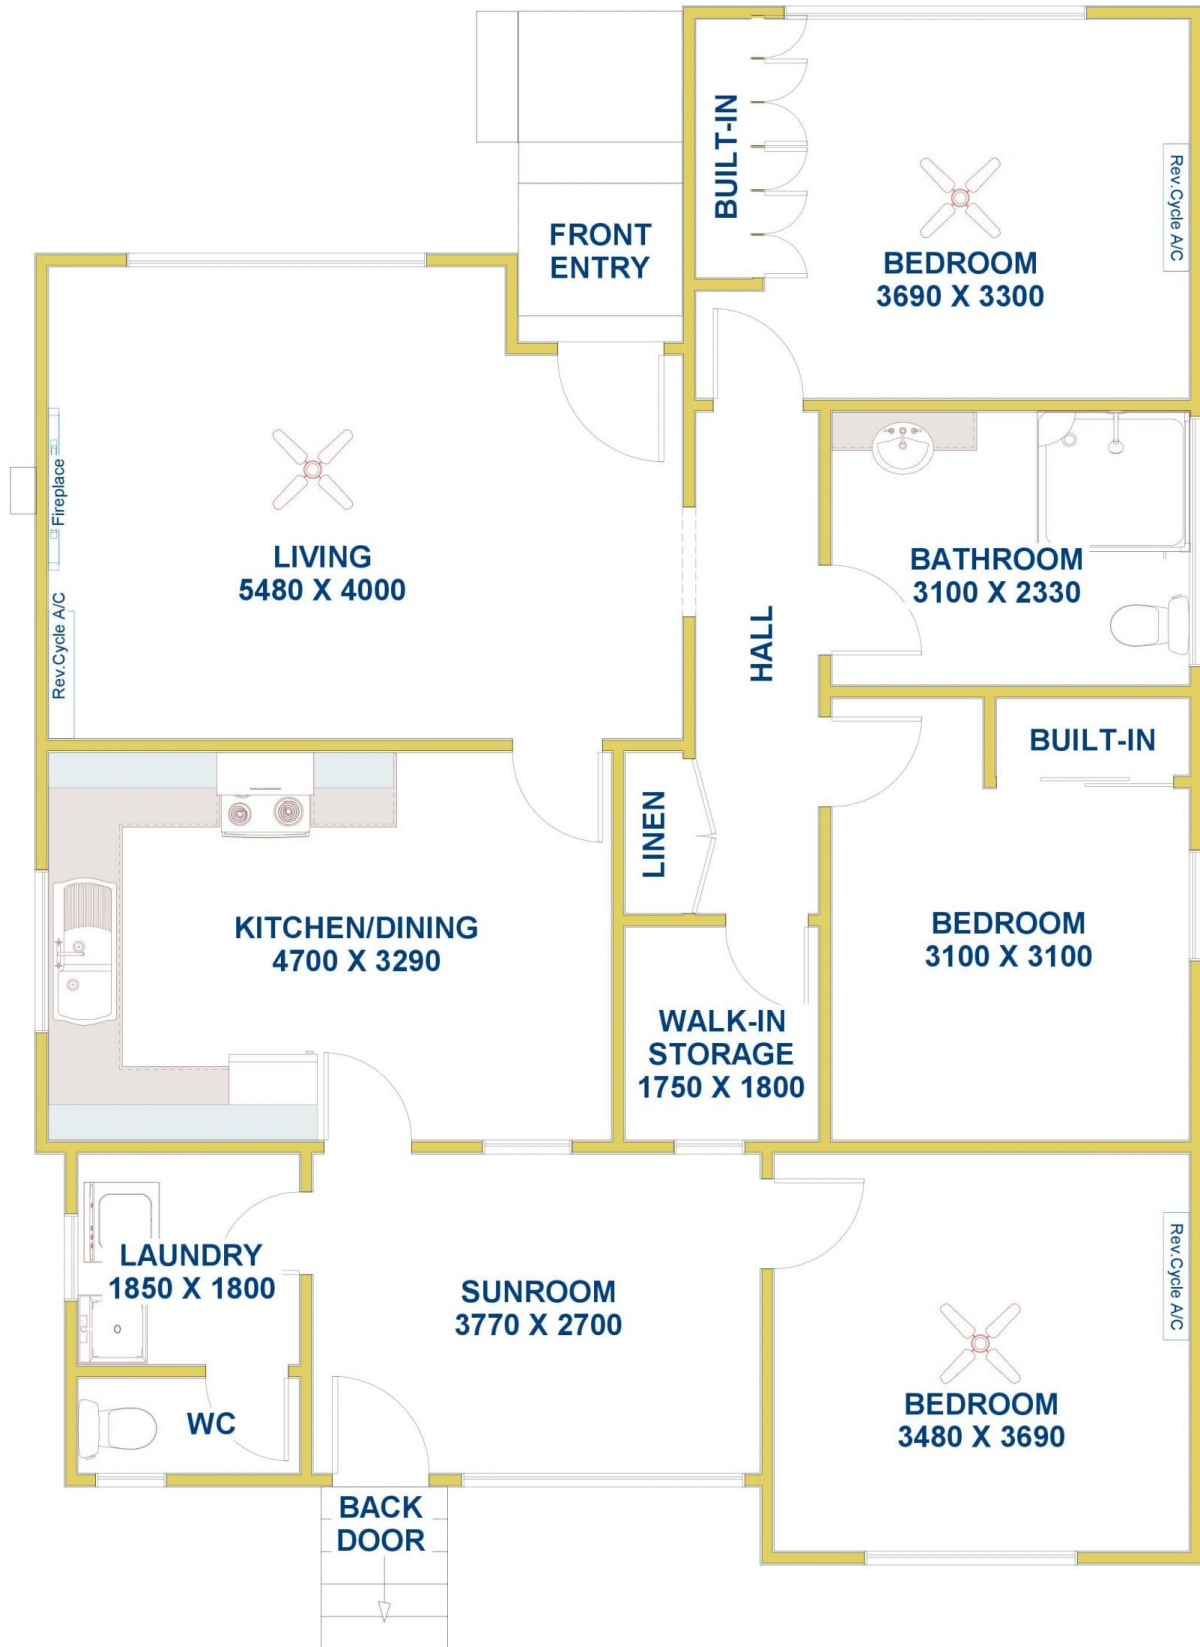 BUILT-IN
Rev.Cycle A/C
FRONT
ENTRY
BEDROOM
3690 X 3300
Fireplace
LIVING
5480 X 4000
BATHROOM
3100 X 2330
Rev.Cycle A/C
HALL
BUILT-IN
LINEN
KITCHEN/DINING
4700 X 3290
BEDROOM
3100 X 3100
WALK-IN
STORAGE
1750 X 1800
LAUNDRY
1850 X 1800
SUNROOM
3770 X 2700
Rev.Cycle A/C
BEDROOM
3480 X 3690
WC
BACK
DOOR